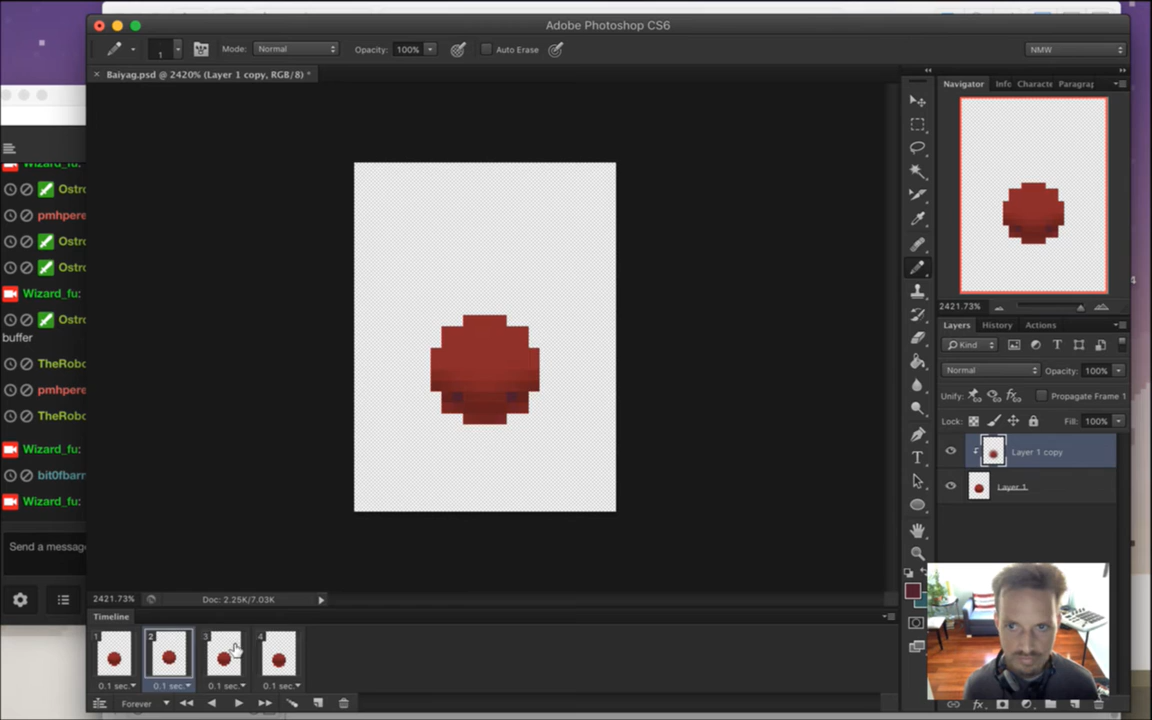 Adobe Photoshop CS6
1
Mode:
Normal
Opacity:
100%
Auto Erase
NMW
× Baiyag.psd @ 2420% (Layer 1 copy, RGB/8) *
Navigator
Info
Characte
Paragrap
2421.73%
Layers
History
Actions
Kind
Normal
Opacity:
100%
Unify:
Propagate Frame 1
Lock:
Fill:
100%
Layer 1 copy
Layer 1
Wizard_fu:
Ostro
pmhpere
Ostro
Ostro
Wizard_fu:
Ostro
buffer
TheRobo
pmhpere
TheRobo
Wizard_fu:
bit0fbarr
Wizard_fu:
Send a message
2421.73%
Doc: 2.25K/7.03K
Timeline
1
2
3
4
0.1 sec.
0.1 sec.
0.1 sec.
0.1 sec.
Forever
fx